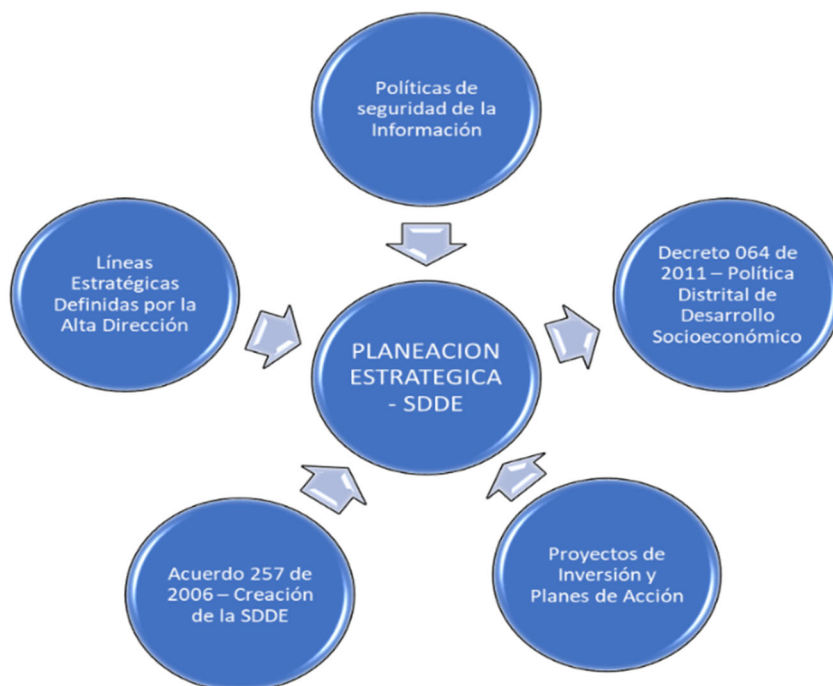 Políticas de
seguridad de la
Información
Líneas
Estratégicas
Definidas por la
Alta Dirección
Decreto 064 de
2011 – Política
Distrital de
Desarrollo
Socioeconómico
PLANEACION
ESTRATEGICA
- SDDE
Acuerdo 257 de
2006 – Creación
de la SDDE
Proyectos de
Inversión y
Planes de Acción